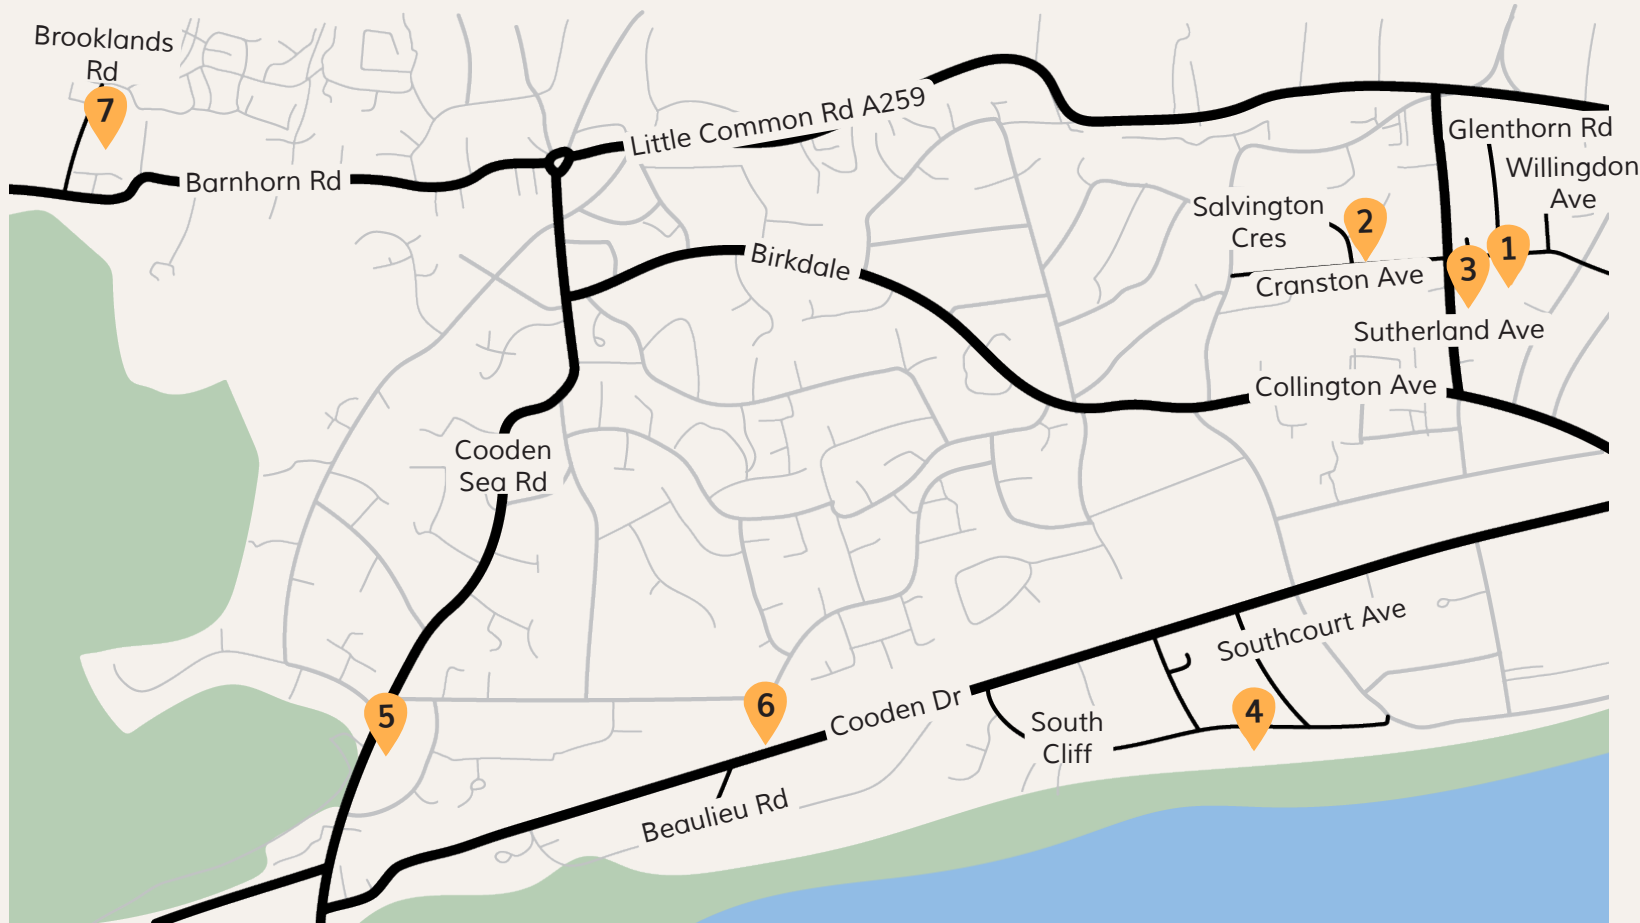 Brooklands
Rd
7
Little Common Rd A259
Glenthorn Rd
Willingdon
Ave
Barnhorn Rd
Salvington
Cres
2
1
3
Birkdale
Cranston Ave
Sutherland Ave
Collington Ave
Cooden
Sea Rd
Southcourt Ave
5
6
Cooden Dr
South
Cliff
4
Beaulieu Rd